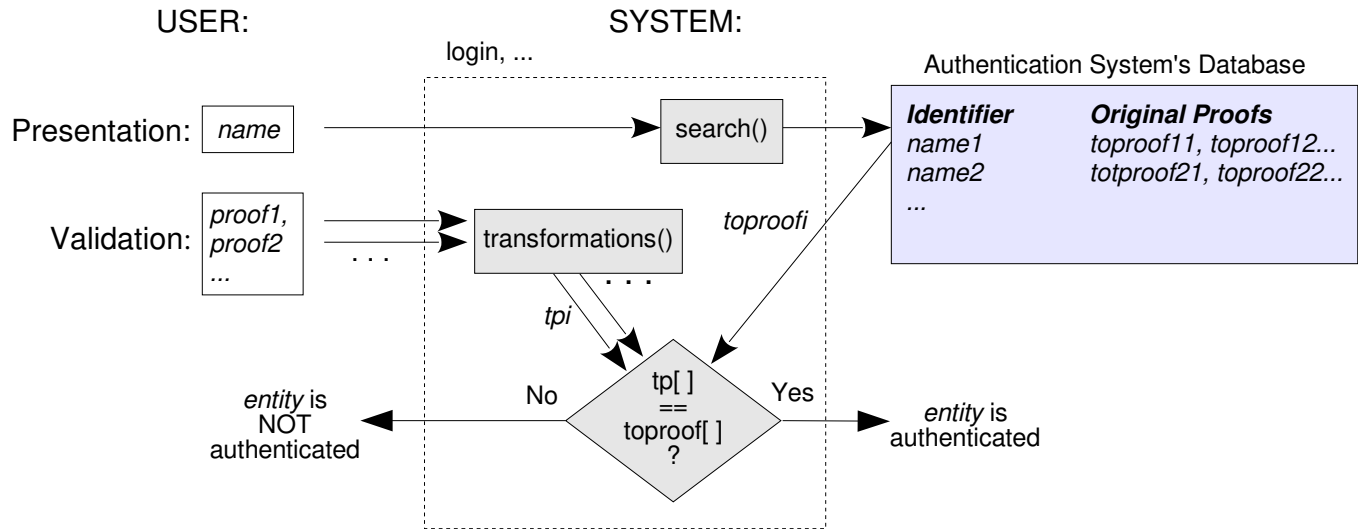 USER:
SYSTEM:
login, ...
Authentication System's Database
Presentation:
name
search()
Identifier Original Proofs
name1 toproof11, toproof12...
name2 totproof21, toproof22...
...
Validation:
proof1,
proof2
...
. . .
transformations()
toproofi
. . .
tpi
tp[ ]
==
toproof[ ]
?
No
Yes
entity is
NOT
authenticated
entity is
authenticated